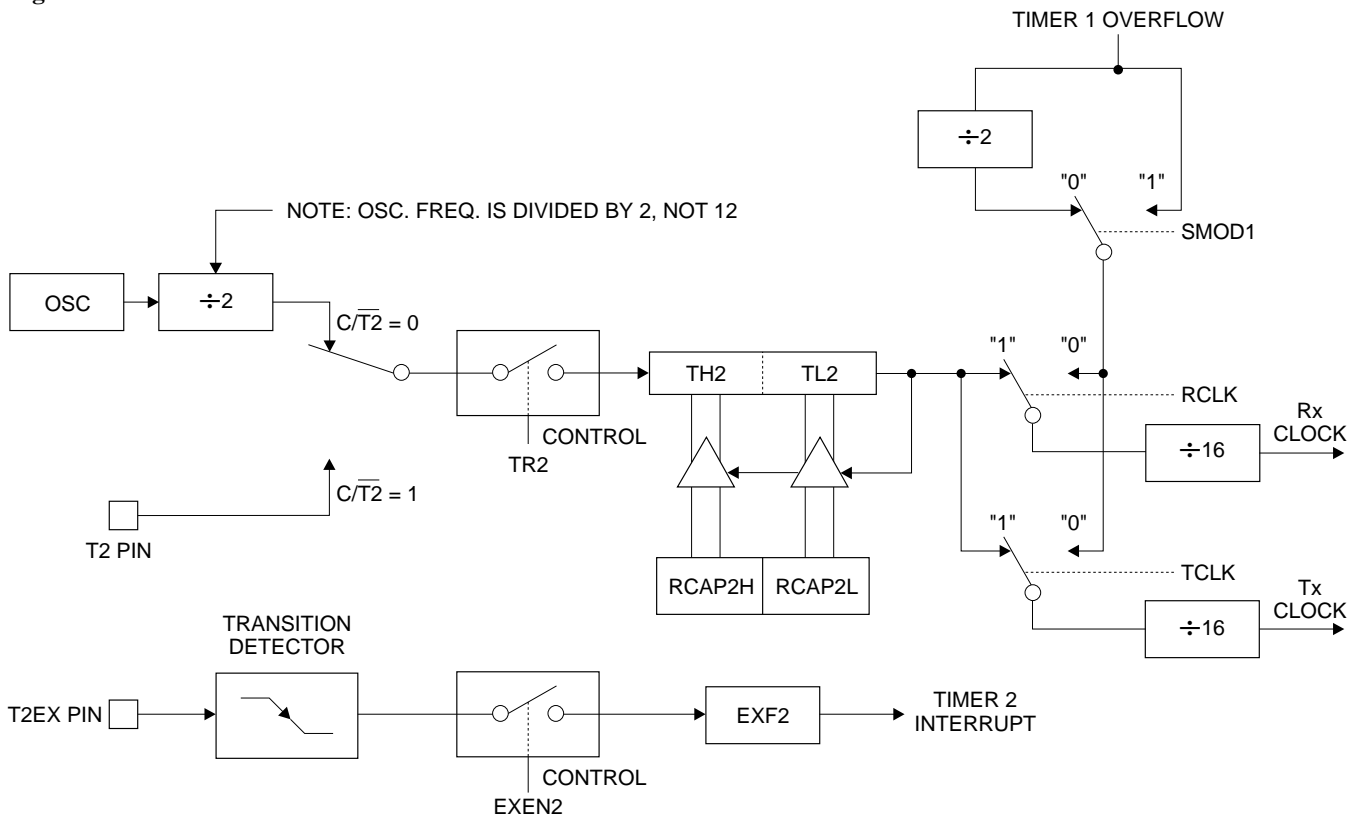 TIMER 1 OVERFLOW
÷2
"0" "1"
NOTE: OSC. FREQ. IS DIVIDED BY 2, NOT 12
SMOD1
OSC
÷2
C/T2̅ = 0
"1" "0"
TH2 TL2
RCLK
Rx
CLOCK
CONTROL
TR2
÷16
C/T2̅ = 1
T2 PIN
"1" "0"
RCAP2H RCAP2L
TCLK
Tx
CLOCK
÷16
TRANSITION
DETECTOR
T2EX PIN
EXF2
TIMER 2
INTERRUPT
CONTROL
EXEN2